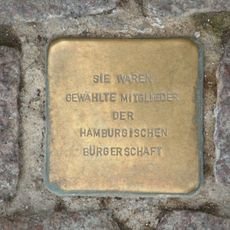 SIE WAREN
GEWÄHLTE MITGLIEDER
DER
HAMBURGISCHEN
BÜRGERSCHAFT